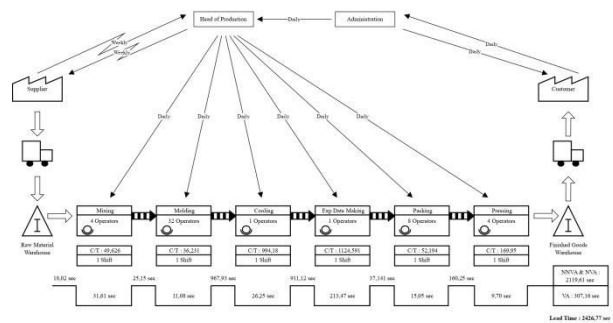 Head of Production
Daily
Administration
Weekly
Weekly
Daily
Daily
Supplier
Customer
Daily
Daily
Daily
Daily
Daily
Daily
Mixing
4 Operators
Molding
52 Operators
Cooling
1 Operators
Exp Date Making
1 Operators
Packing
8 Operators
Pressing
4 Operators
Raw Material
Warehouse
Finished Goods
Warehouse
C/T : 49,626
1 Shift
C/T : 36,231
1 Shift
C/T : 994,18
1 Shift
C/T : 1124,591
1 Shift
C/T : 52,194
1 Shift
C/T : 169,95
1 Shift
18,02 sec
25,15 sec
967,93 sec
911,12 sec
37,141 sec
160,25 sec
NNVA & NVA :
2119,61 sec
31,61 sec
11,08 sec
26,25 sec
213,47 sec
15,05 sec
9,70 sec
VA : 307,16 sec
Lead Time : 2426,77 sec